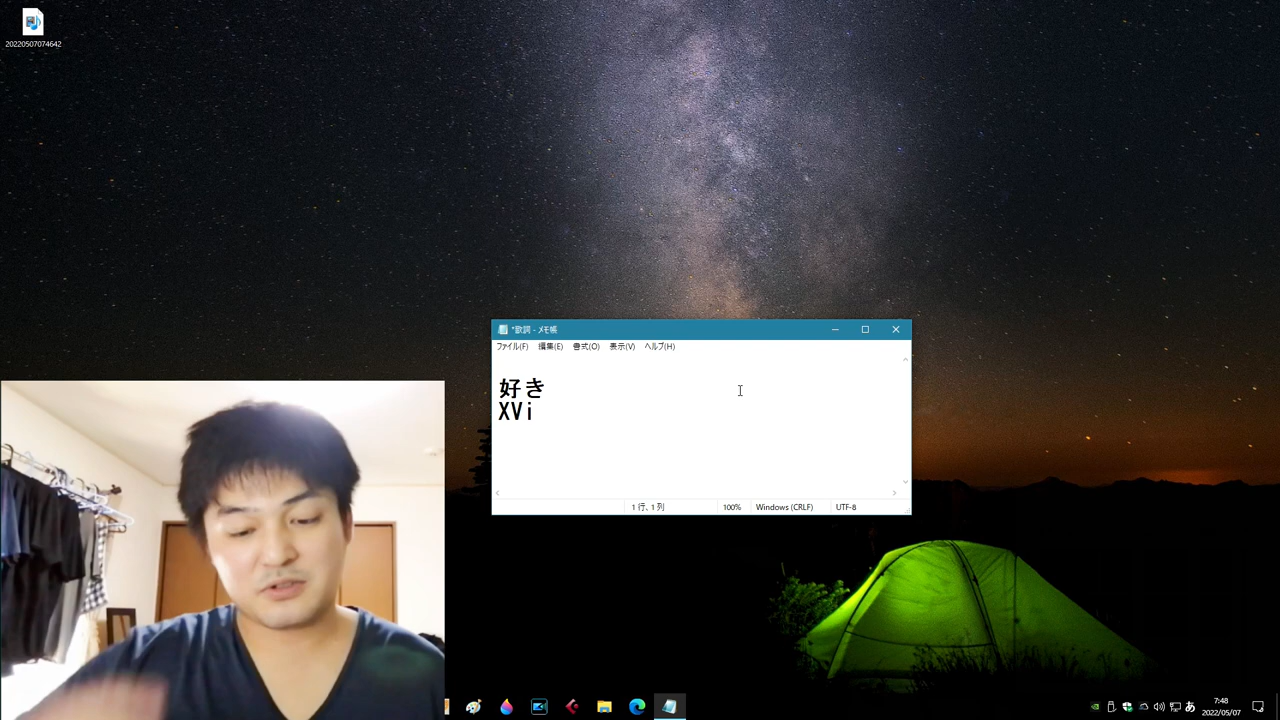 20220507074642
*歌詞 - メモ帳
ファイル(F) 編集(E) 書式(O) 表示(V) ヘルプ(H)
好き
XVi
1 行、1 列 100% Windows (CRLF) UTF-8
あ 7:48
2022/05/07